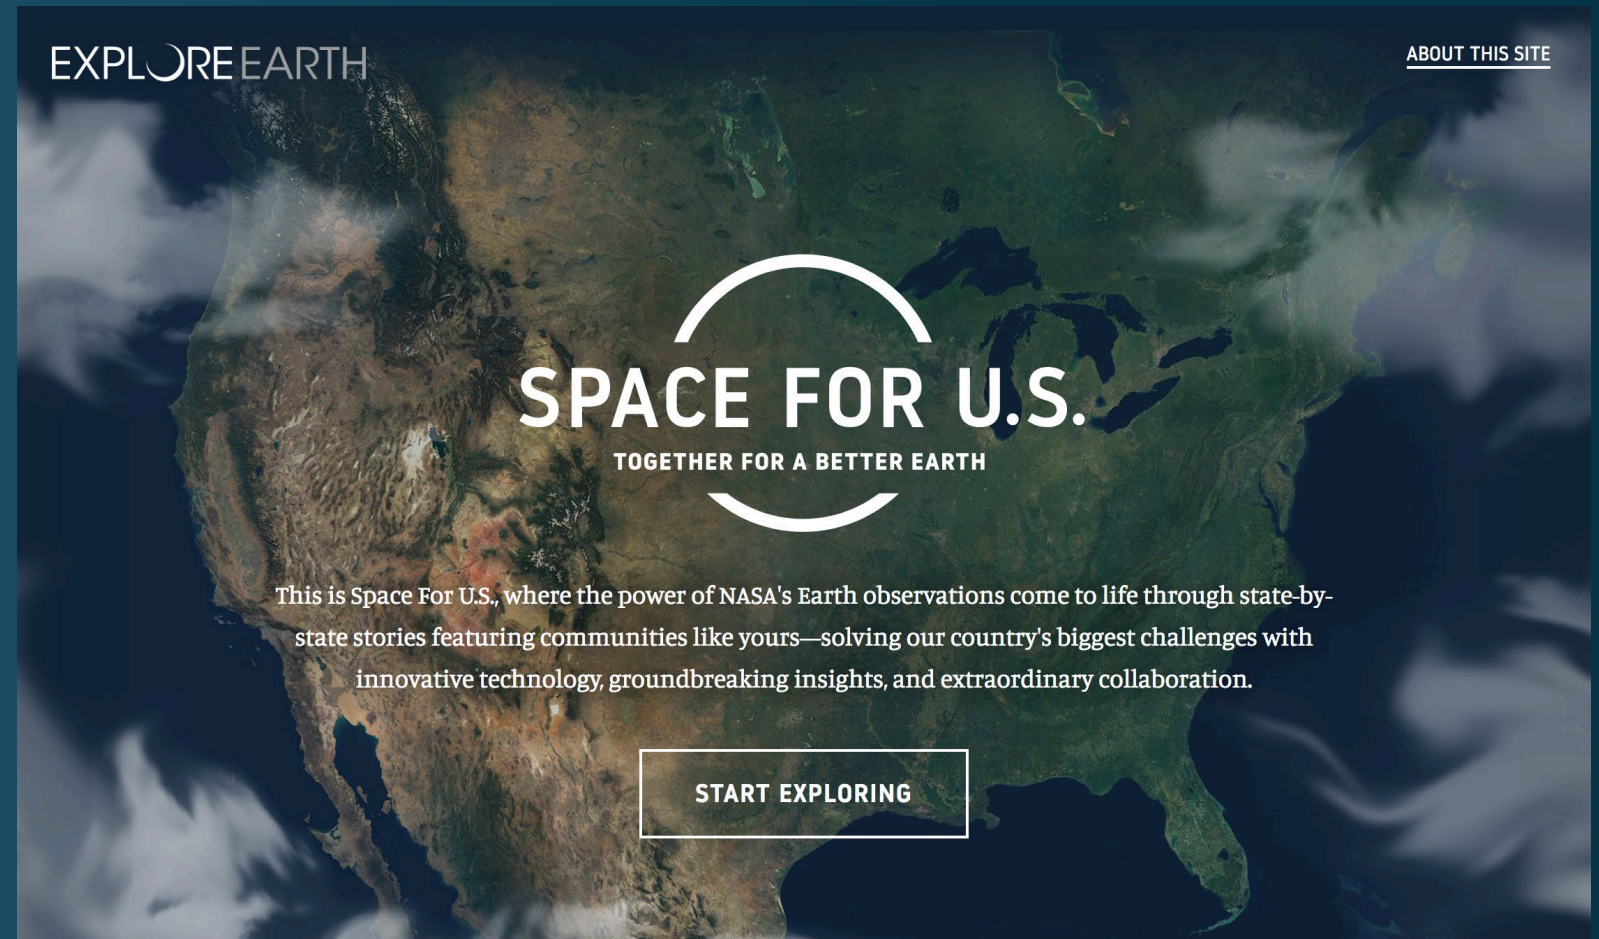 EXPLORE EARTH
ABOUT THIS SITE
SPACE FOR U.S.
TOGETHER FOR A BETTER EARTH
This is Space For U.S., where the power of NASA's Earth observations come to life through state-by-
state stories featuring communities like yours—solving our country's biggest challenges with
innovative technology, groundbreaking insights, and extraordinary collaboration.
START EXPLORING